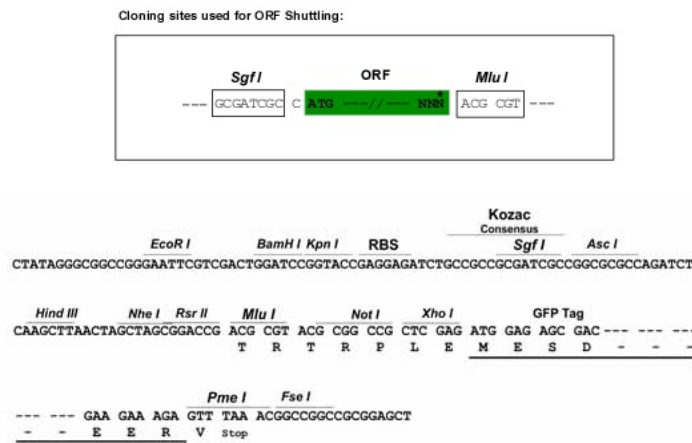 Cloning sites used for ORF Shuttling:
Sgf I ORF Mlu I
--- GCGATCGC C ATG ---//--- NNN* ACG CGT ---
Kozac
Consensus
EcoR I BamH I Kpn I RBS Sgf I Asc I
CTATAGGGCGGCCGGGAATTCGTCGACTGGATCCGGTACCGAGGAGATCTGCCGCCGCGATCGCCGGCGCGCCAGATCT
Hind III Nhe I Rsr II Mlu I Not I Xho I GFP Tag
CAAGCTTAACTAGCTAGCGGACCG ACG CGT ACG CGG CCG CTC GAG ATG GAG AGC GAC--- --- ---
T R T R P L E M E S D - - -
Pme I Fse I
--- --- GAA GAA AGA GTT TAA ACGGCCGGCCGCGGAGCT
- - E E R V Stop